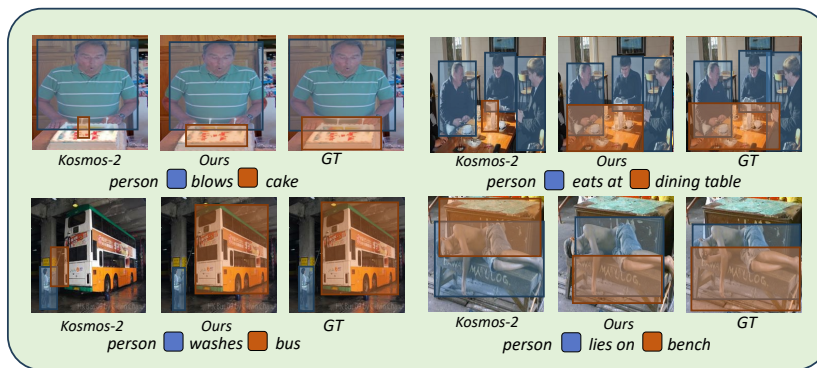 Kosmos-2 Ours GT
person blows cake
Kosmos-2 Ours GT
person eats at dining table
Kosmos-2 Ours GT
person washes bus
Kosmos-2 Ours GT
person lies on bench